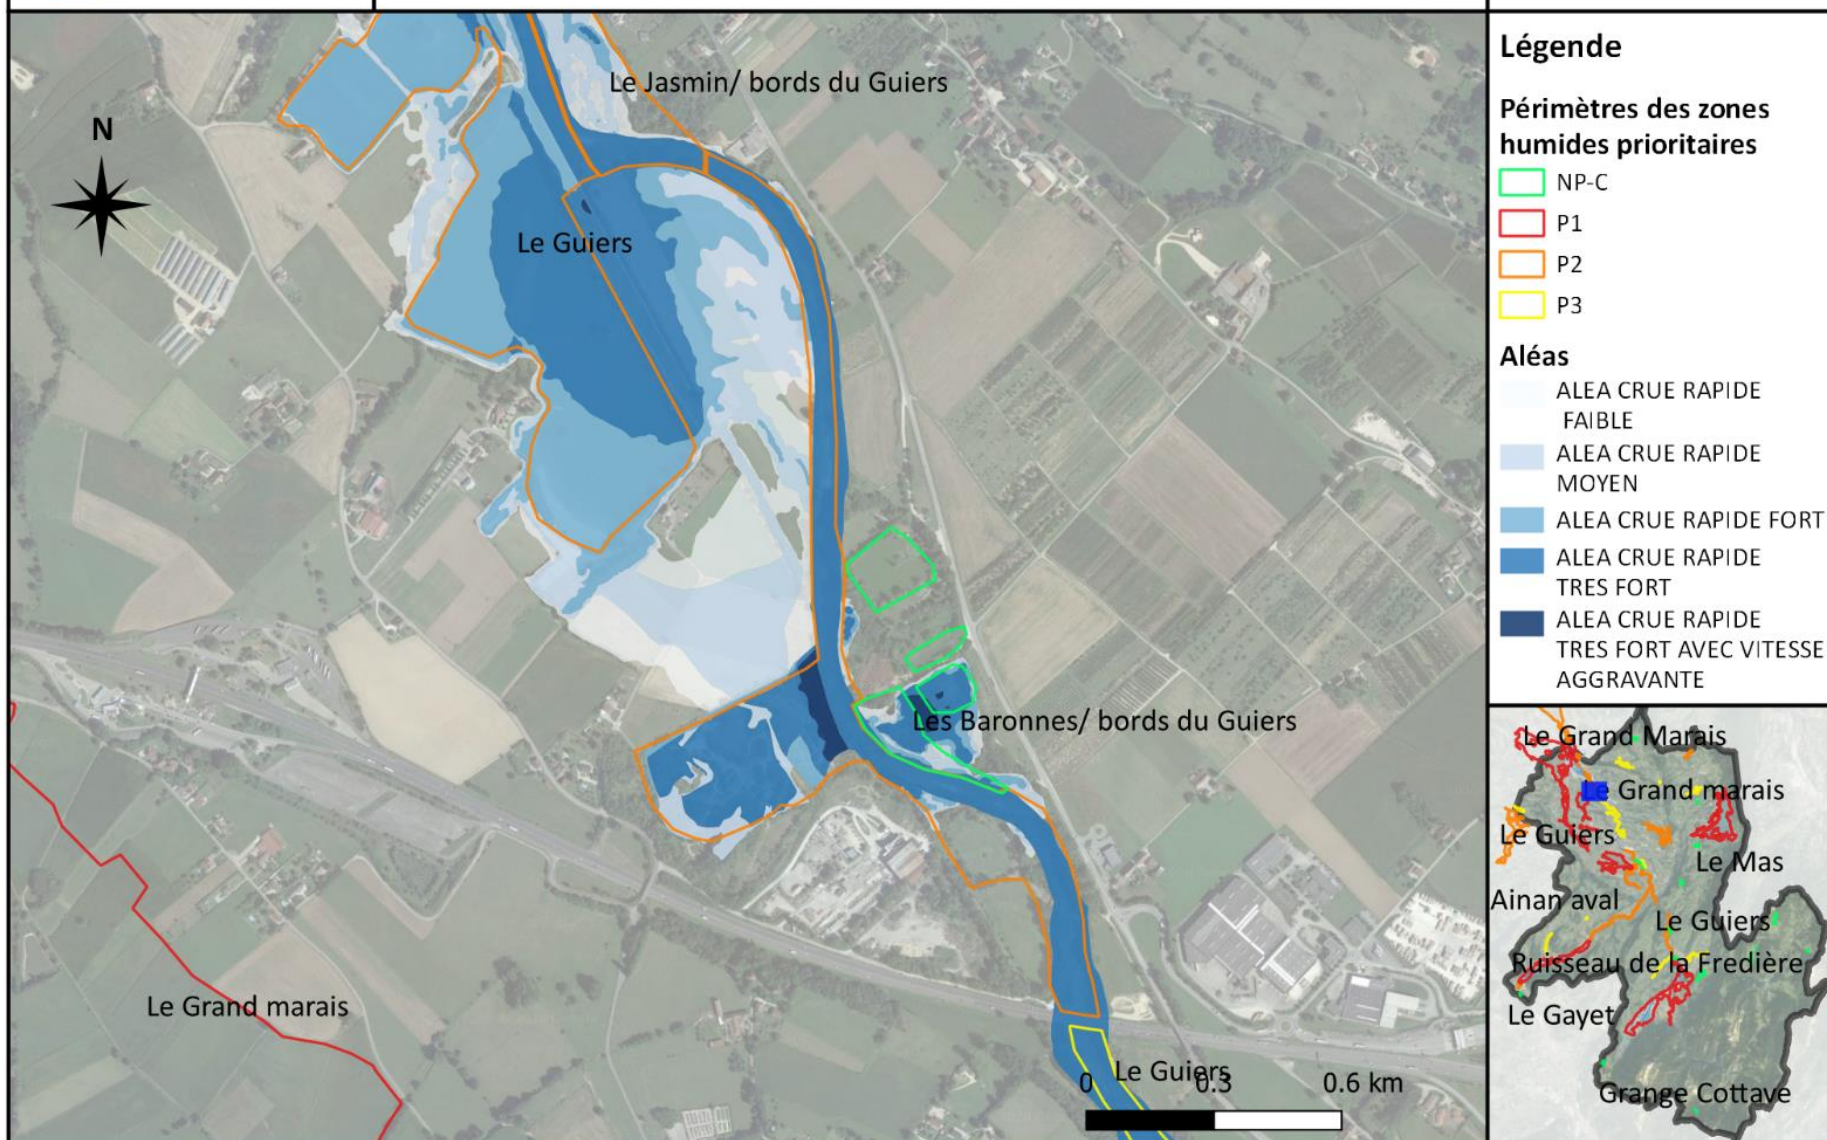 Le Jasmin/ bords du Guiers
N
Le Guiers
Les Baronnes/ bords du Guiers
Le Grand marais
Le Guiers
0 0.3 0.6 km
Légende
Périmètres des zones
humides prioritaires
NP-C
P1
P2
P3
Aléas
ALEA CRUE RAPIDE
FAIBLE
ALEA CRUE RAPIDE
MOYEN
ALEA CRUE RAPIDE FORT
ALEA CRUE RAPIDE
TRES FORT
ALEA CRUE RAPIDE
TRES FORT AVEC VITESSE
AGGRAVANTE
Le Grand Marais
Le Grand marais
Le Guiers
Le Mas
Ainan aval
Le Guiers
Ruisseau de la Fredière
Le Gayet
Grange Cottave